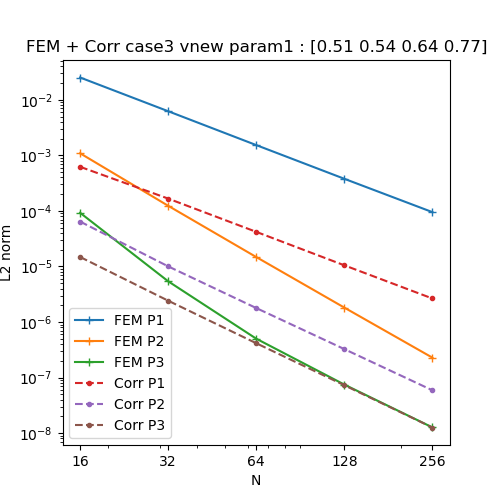 FEM + Corr case3 vnew param1 : [0.51 0.54 0.64 0.77]
L2 norm
10−2
10−3
10−4
10−5
10−6
10−7
10−8
FEM P1
FEM P2
FEM P3
Corr P1
Corr P2
Corr P3
16 32 64 128 256
N